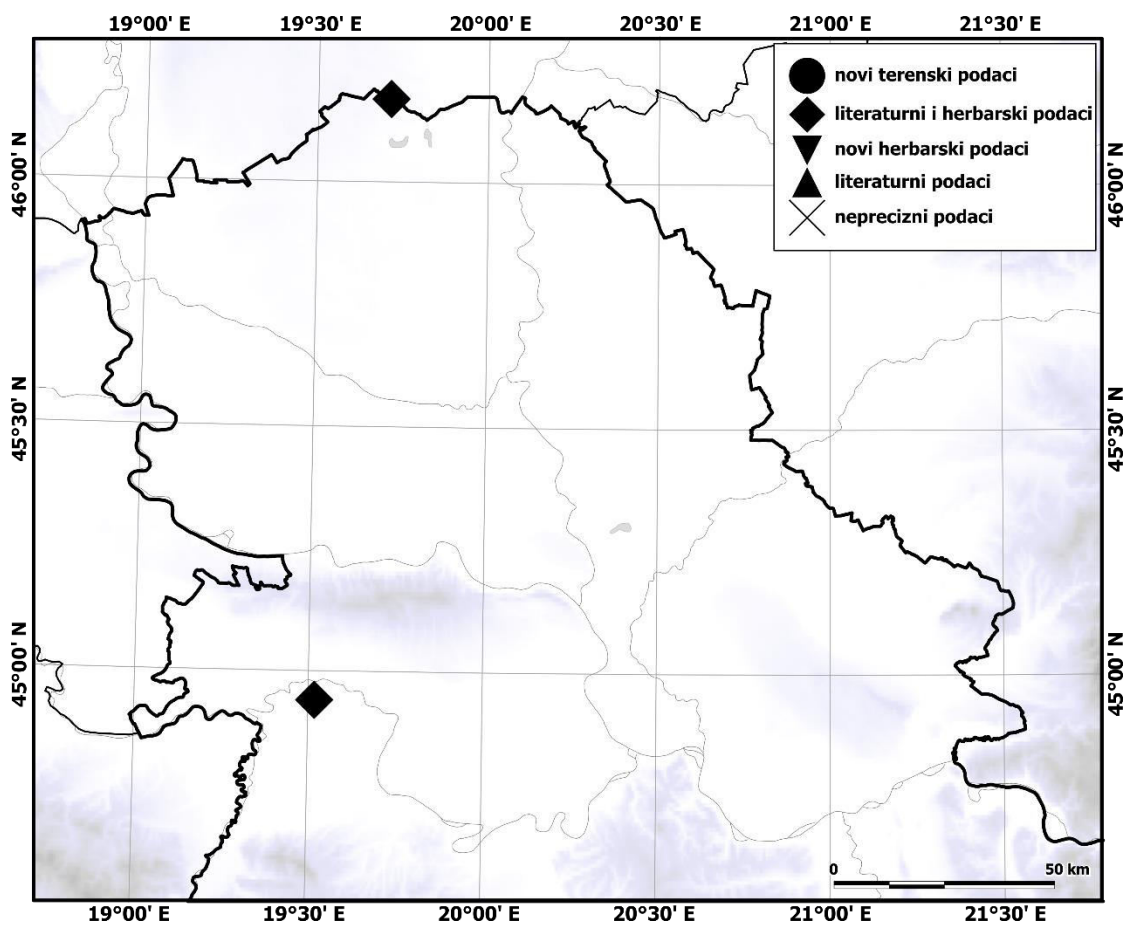 19°00' E 19°30' E 20°00' E 20°30' E 21°00' E 21°30' E
novi terenski podaci
literaturni i herbarski podaci
novi herbarski podaci
literaturni podaci
neprecizni podaci
46°00' N 46°00' N
45°30' N 45°30' N
45°00' N 45°00' N
0 50 km
19°00' E 19°30' E 20°00' E 20°30' E 21°00' E 21°30' E